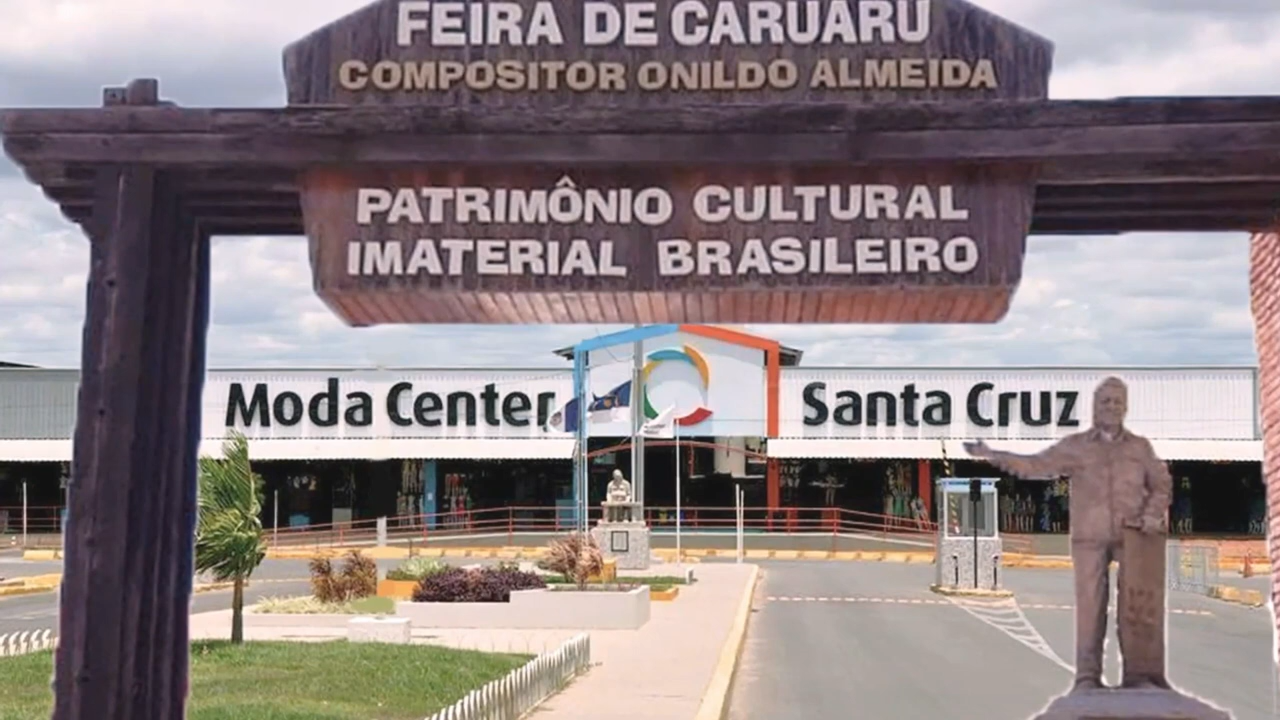 FEIRA DE CARUARU
COMPOSITOR ONILDO ALMEIDA
PATRIMÔNIO CULTURAL
IMATERIAL BRASILEIRO
Moda Center
Santa Cruz